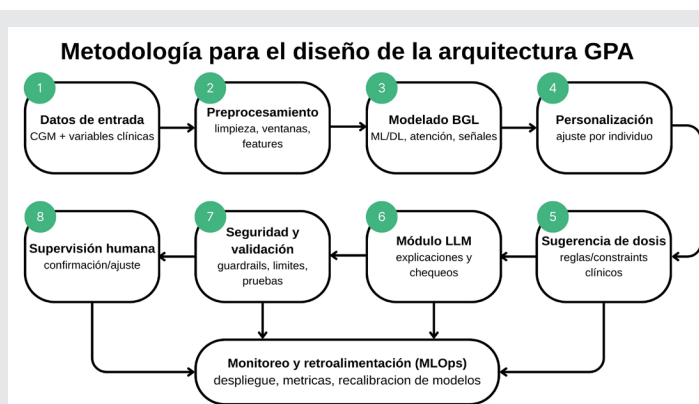 Metodología para el diseño de la arquitectura GPA
1
Datos de entrada
CGM + variables clínicas
2
Preprocesamiento
limpieza, ventanas,
features
3
Modelado BGL
ML/DL, atención, señales
4
Personalización
ajuste por individuo
5
Sugerencia de dosis
reglas/constraints
clínicos
6
Módulo LLM
explicaciones y
chequeos
7
Seguridad y
validación
guardrails, limites,
pruebas
8
Supervisión humana
confirmación/ajuste
Monitoreo y retroalimentación (MLOps)
despliegue, metricas, recalibracion de modelos